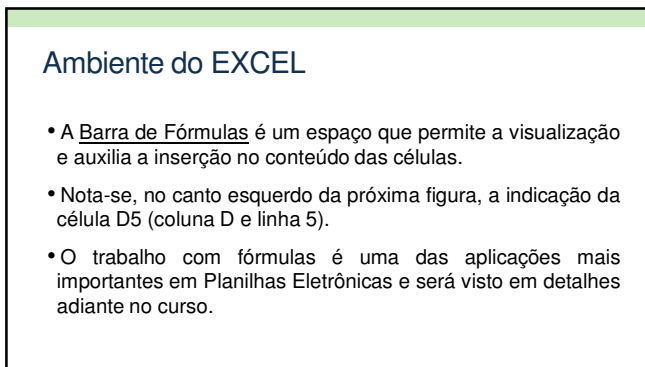 Ambiente do EXCEL
• A Barra de Fórmulas é um espaço que permite a visualização
e auxilia a inserção no conteúdo das células.
• Nota-se, no canto esquerdo da próxima figura, a indicação da
célula D5 (coluna D e linha 5).
• O trabalho com fórmulas é uma das aplicações mais
importantes em Planilhas Eletrônicas e será visto em detalhes
adiante no curso.